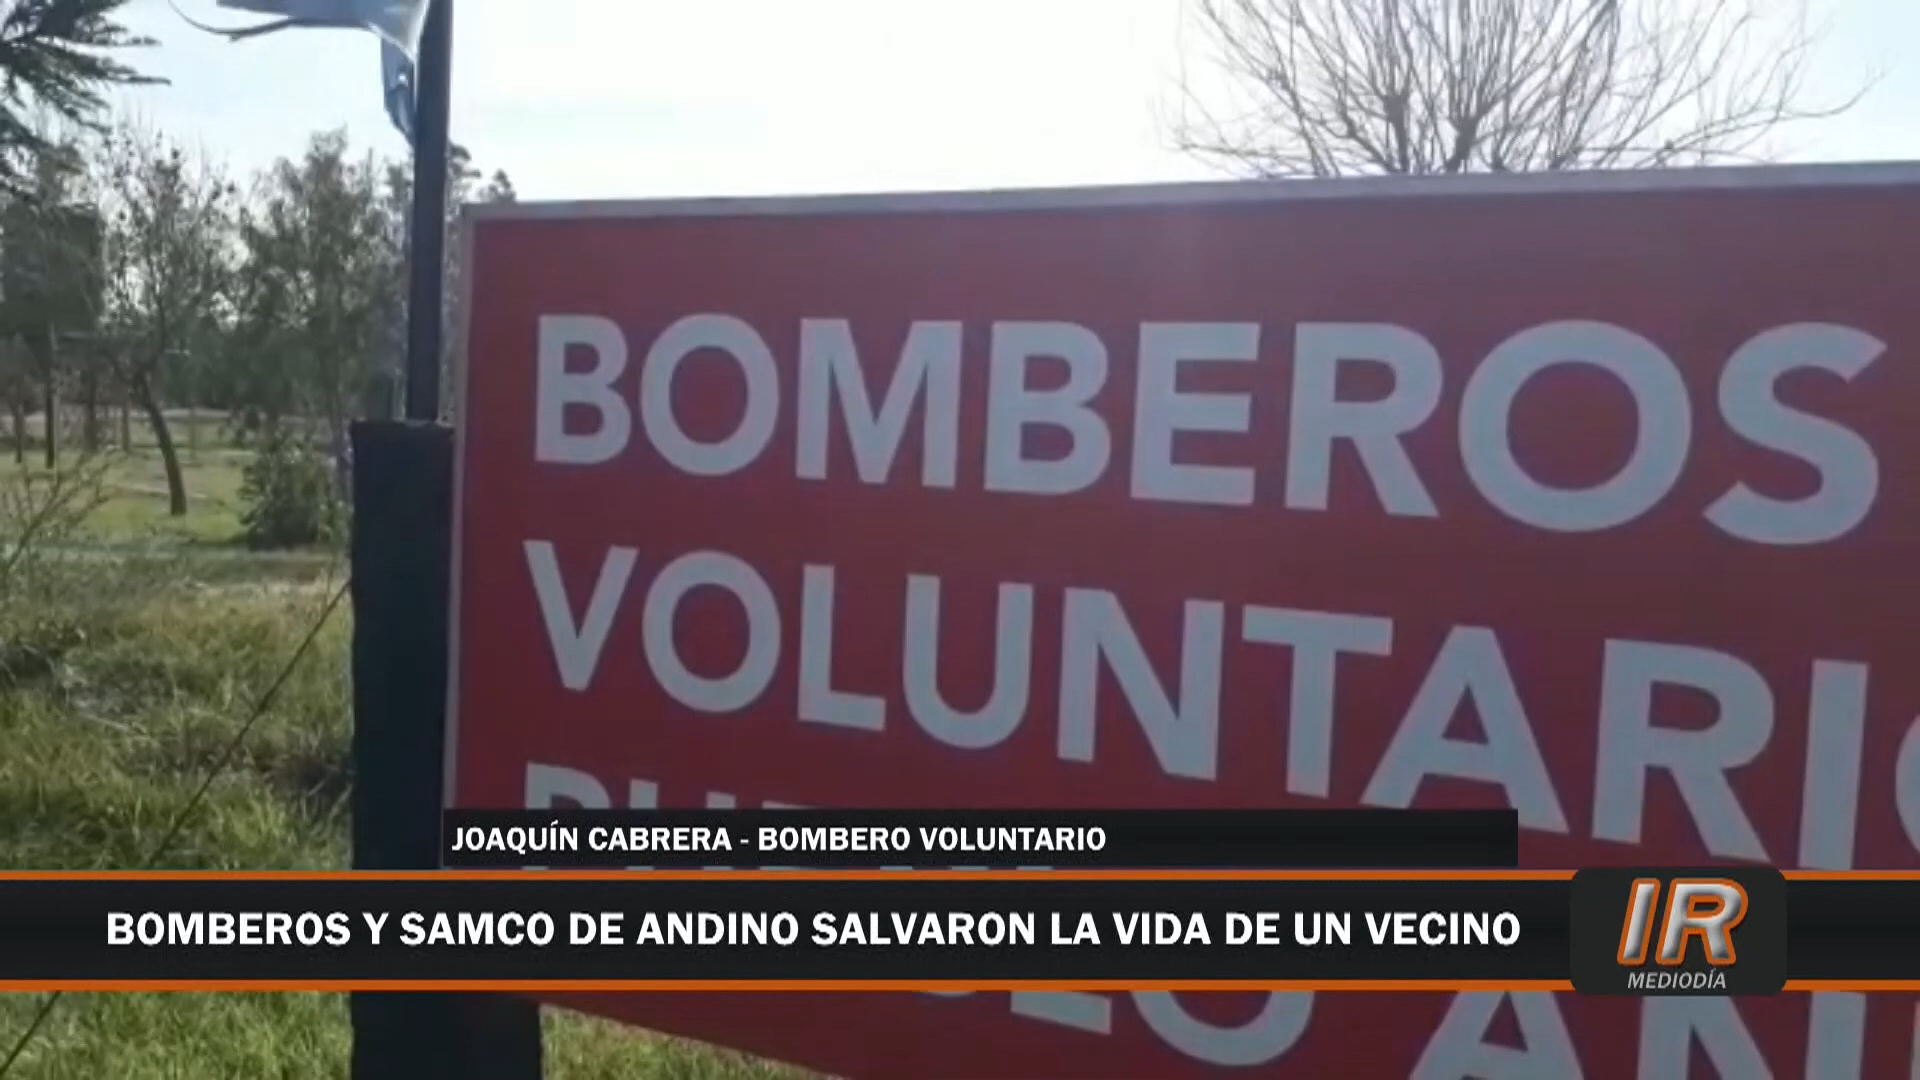 BOMBEROS
VOLUNTARIO
JOAQUÍN CABRERA - BOMBERO VOLUNTARIO
BOMBEROS Y SAMCO DE ANDINO SALVARON LA VIDA DE UN VECINO
IR
MEDIODÍA